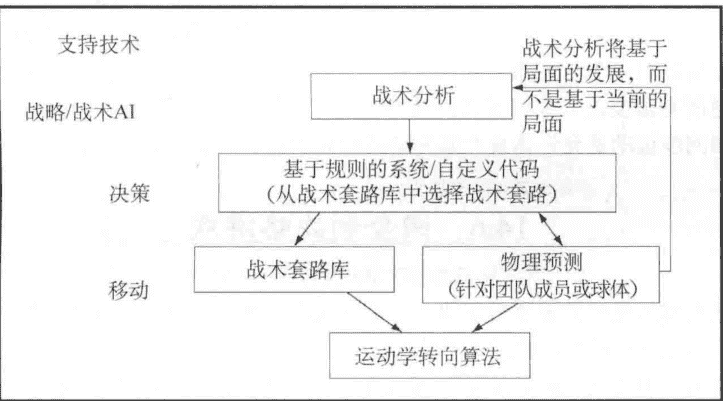 支持技术
战术分析将基于
局面的发展，而
不是基于当前的
局面
战术分析
战略/战术AI
基于规则的系统/自定义代码
(从战术套路库中选择战术套路)
决策
战术套路库
物理预测
(针对团队成员或球体)
移动
运动学转向算法